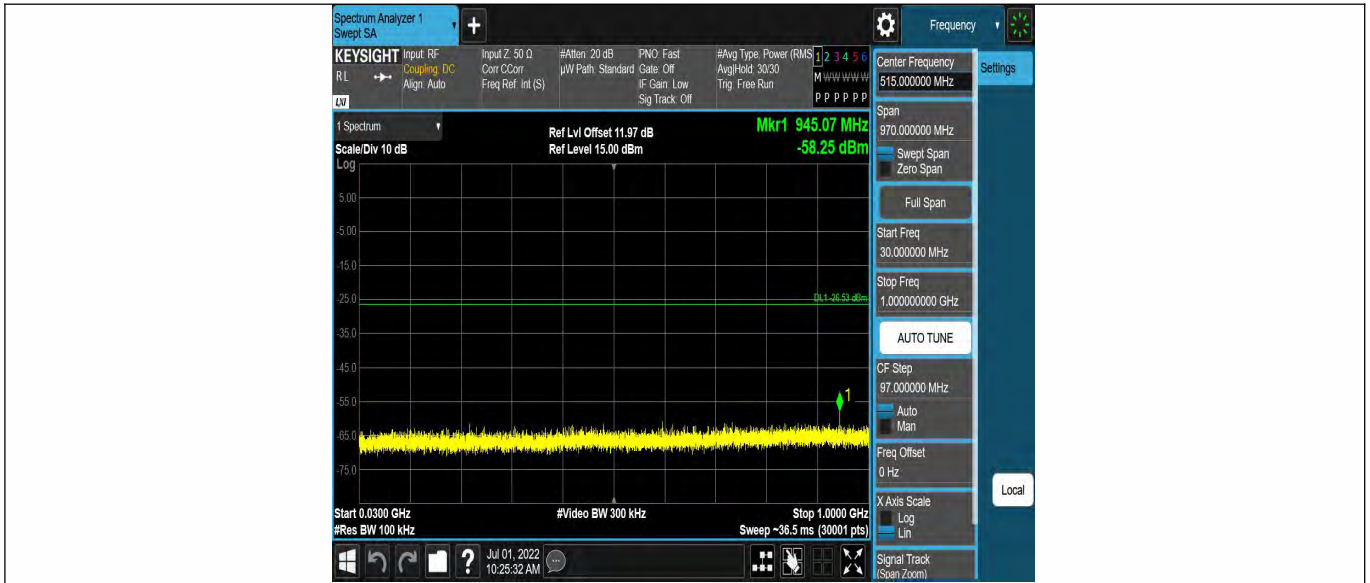 Spectrum Analyzer 1
Swept SA
+
Frequency
KEYSIGHT
RL
LXI
Input: RF
Coupling: DC
Align: Auto
Input Z: 50 Ω
Corr CCorr
Freq Ref: Int (S)
#Atten: 20 dB
µW Path: Standard
PNO: Fast
Gate: Off
IF Gain: Low
Sig Track: Off
#Avg Type: Power (RMS
Avg|Hold: 30/30
Trig: Free Run
1 2 3 4 5 6
M W W W W W
P P P P P P
1 Spectrum
Scale/Div 10 dB
Log
Ref Lvl Offset 11.97 dB
Ref Level 15.00 dBm
Mkr1 945.07 MHz
-58.25 dBm
5.00
-5.00
-15.0
-25.0
-35.0
-45.0
-55.0
-65.0
-75.0
DL1 -26.53 dBm
1
Start 0.0300 GHz
#Res BW 100 kHz
#Video BW 300 kHz
Stop 1.0000 GHz
Sweep ~36.5 ms (30001 pts)
?
Jul 01, 2022
10:25:32 AM
Center Frequency
515.000000 MHz
Span
970.000000 MHz
Swept Span
Zero Span
Full Span
Start Freq
30.000000 MHz
Stop Freq
1.000000000 GHz
AUTO TUNE
CF Step
97.000000 MHz
Auto
Man
Freq Offset
0 Hz
X Axis Scale
Log
Lin
Signal Track
(Span Zoom)
Settings
Local